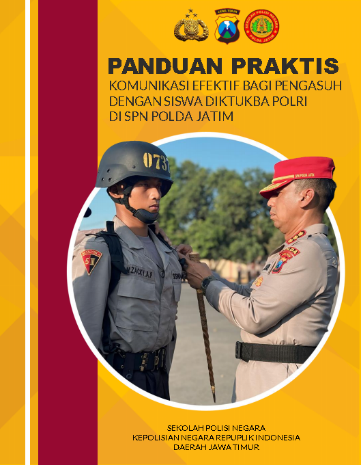 PANDUAN PRAKTIS
KOMUNIKASI EFEKTIF BAGI PENGASUH
DENGAN SISWA DIKTUKBA POLRI
DI SPN POLDA JATIM
073
SEKOLAH POLISI NEGARA
KEPOLISIAN NEGARA REPUPLIK INDONESIA
DAERAH JAWA TIMUR